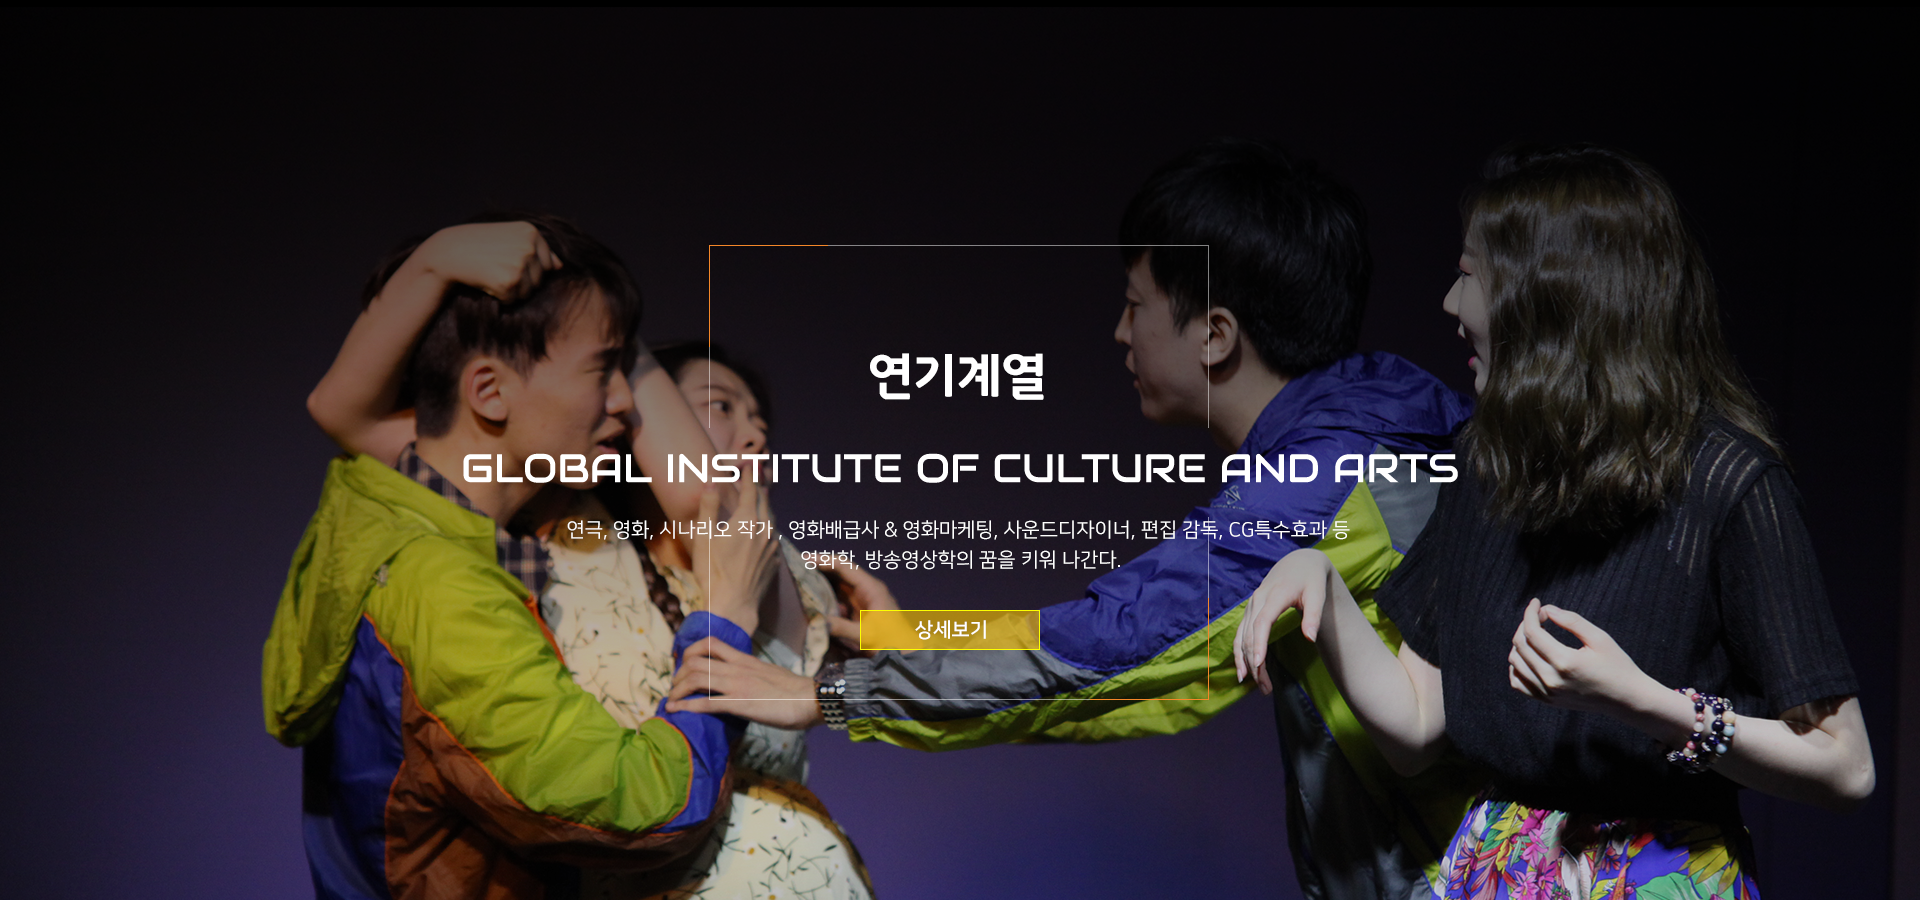 연기계열
GLOBAL INSTITUTE OF CULTURE AND ARTS
연극, 영화, 시나리오 작가 , 영화배급사 & 영화마케팅, 사운드디자이너, 편집 감독, CG특수효과 등
영화학, 방송영상학의 꿈을 키워 나간다.
상세보기